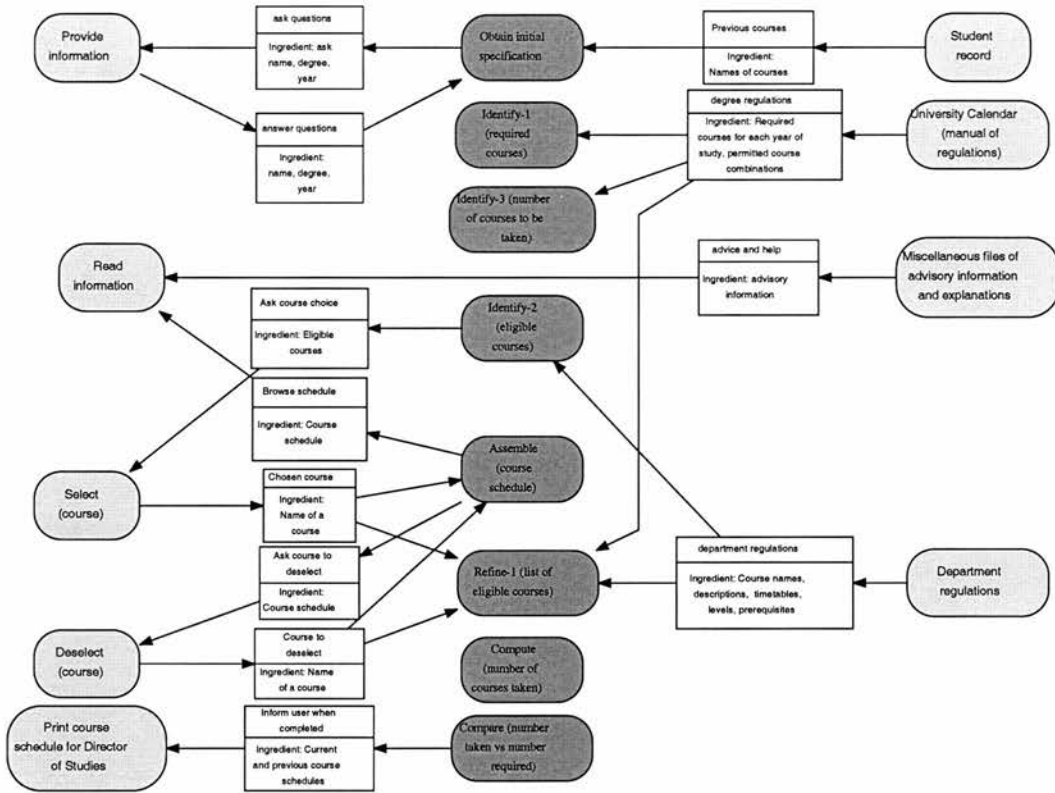 ask questions
Provide
information
Ingredient: ask
name, degree,
year
Obtain initial
specification
Previous courses
Ingredient:
Names of courses
Student
record
degree regulations
Ingredient: Required
courses for each year of
study, permitted course
combinations
University Calendar
(manual of
regulations)
answer questions
Ingredient:
name, degree,
year
Identify-1
(required
courses)
Identify-3 (number
of courses to be
taken)
Read
information
advice and help
Ingredient: advisory
information
Miscellaneous files of
advisory information
and explanations
Ask course choice
Ingredient: Eligible
courses
Identify-2
(eligible
courses)
Browse schedule
Ingredient: Course
schedule
Assemble
(course
schedule)
Select
(course)
Chosen course
Ingredient:
Name of a
course
Ask course to
deselect
Ingredient:
Course schedule
Refine-1 (list of
eligible courses)
department regulations
Ingredient: Course names,
descriptions, timetables,
levels, prerequisites
Department
regulations
Deselect
(course)
Course to
deselect
Ingredient: Name
of a course
Compute
(number of
courses taken)
Print course
schedule for Director
of Studies
Inform user when
completed
Ingredient: Current
and previous course
schedules
Compare (number
taken vs number
required)